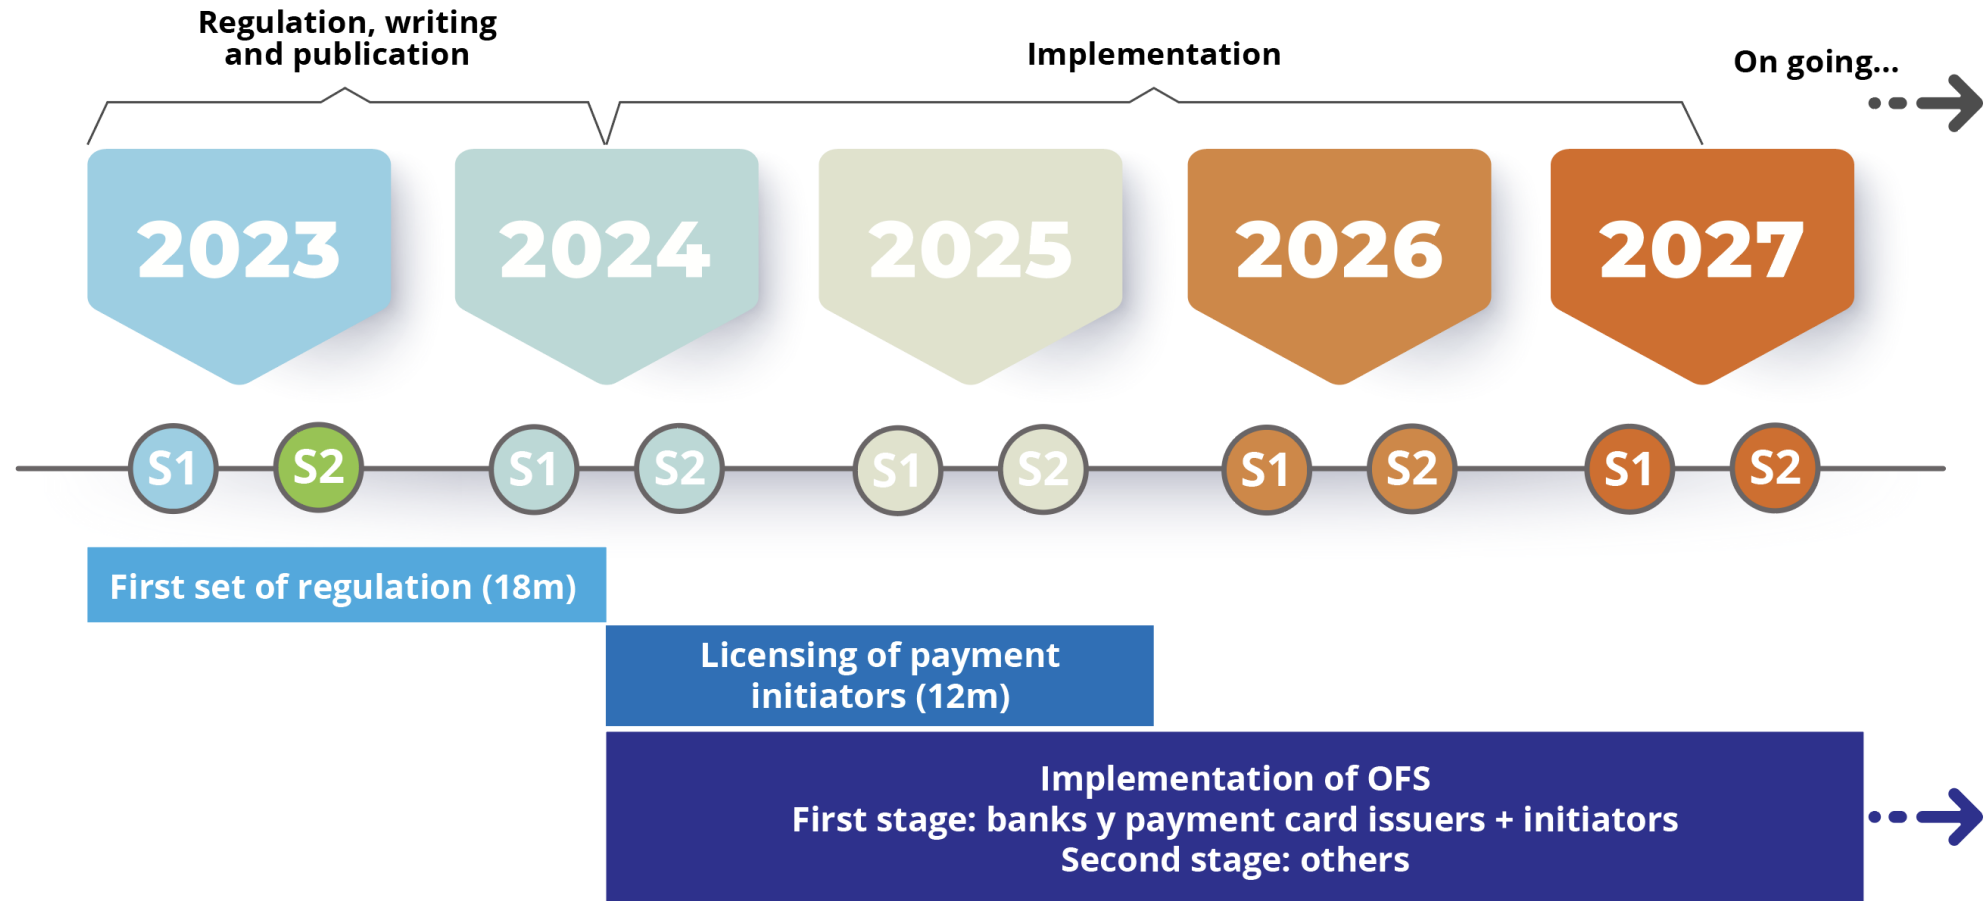 Regulation, writing
and publication
Implementation
On going...
2023
2024
2025
2026
2027
S1
S2
S1
S2
S1
S2
S1
S2
S1
S2
First set of regulation (18m)
Licensing of payment
initiators (12m)
Implementation of OFS
First stage: banks y payment card issuers + initiators
Second stage: others